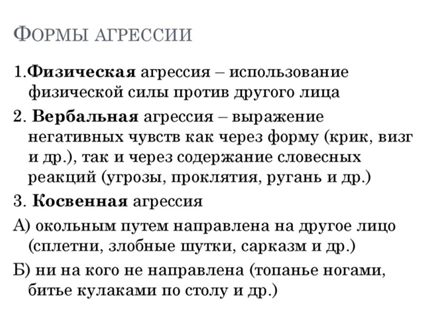 Формы агрессии
1.Физическая агрессия – использование
физической силы против другого лица
2. Вербальная агрессия – выражение
негативных чувств как через форму (крик, визг
и др.), так и через содержание словесных
реакций (угрозы, проклятия, ругань и др.)
3. Косвенная агрессия
А) окольным путем направлена на другое лицо
(сплетни, злобные шутки, сарказм и др.)
Б) ни на кого не направлена (топанье ногами,
битье кулаками по столу и др.)